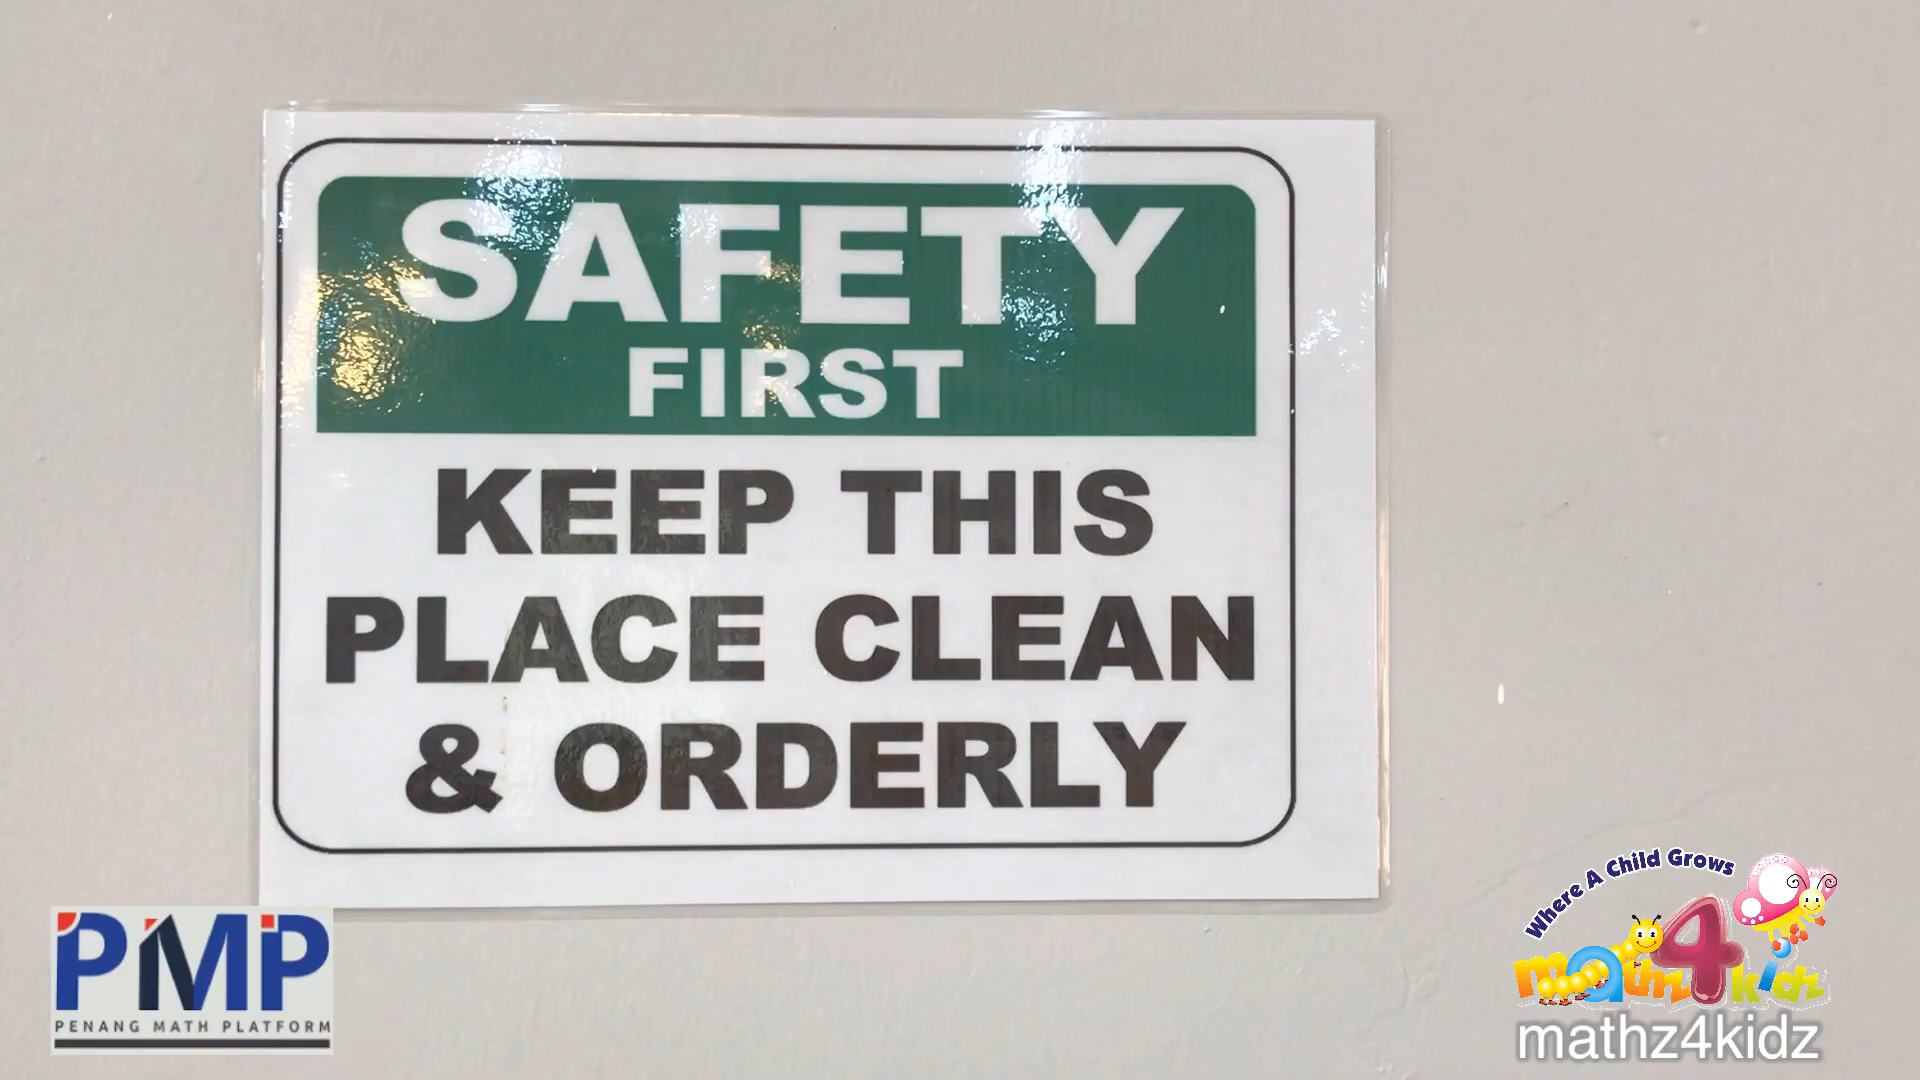 SAFETY
FIRST
KEEP THIS
PLACE CLEAN
& ORDERLY
PMP
PENANG MATH PLATFORM
Where A Child Grows
mathz4kidz
mathz4kidz